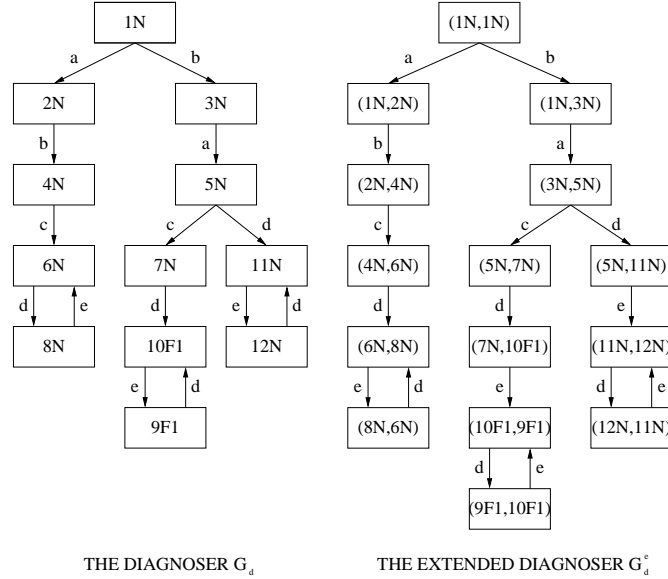 1N (1N,1N)
a b a b
2N 3N (1N,2N) (1N,3N)
b a b a
4N 5N (2N,4N) (3N,5N)
c c d c c d
6N 7N 11N (4N,6N) (5N,7N) (5N,11N)
d e d e d d d e
8N 10F1 12N (6N,8N) (7N,10F1) (11N,12N)
e d e d e d e
9F1 (8N,6N) (10F1,9F1) (12N,11N)
d e
(9F1,10F1)
THE DIAGNOSER G d THE EXTENDED DIAGNOSER G d e